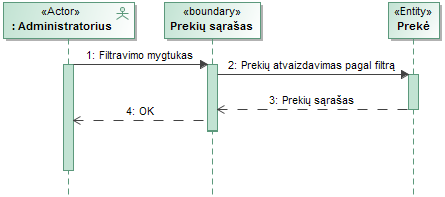 «Actor»
: Administratorius
«boundary»
Prekių sąrašas
«Entity»
Prekė
1: Filtravimo mygtukas
2: Prekių atvaizdavimas pagal filtrą
3: Prekių sąrašas
4: OK